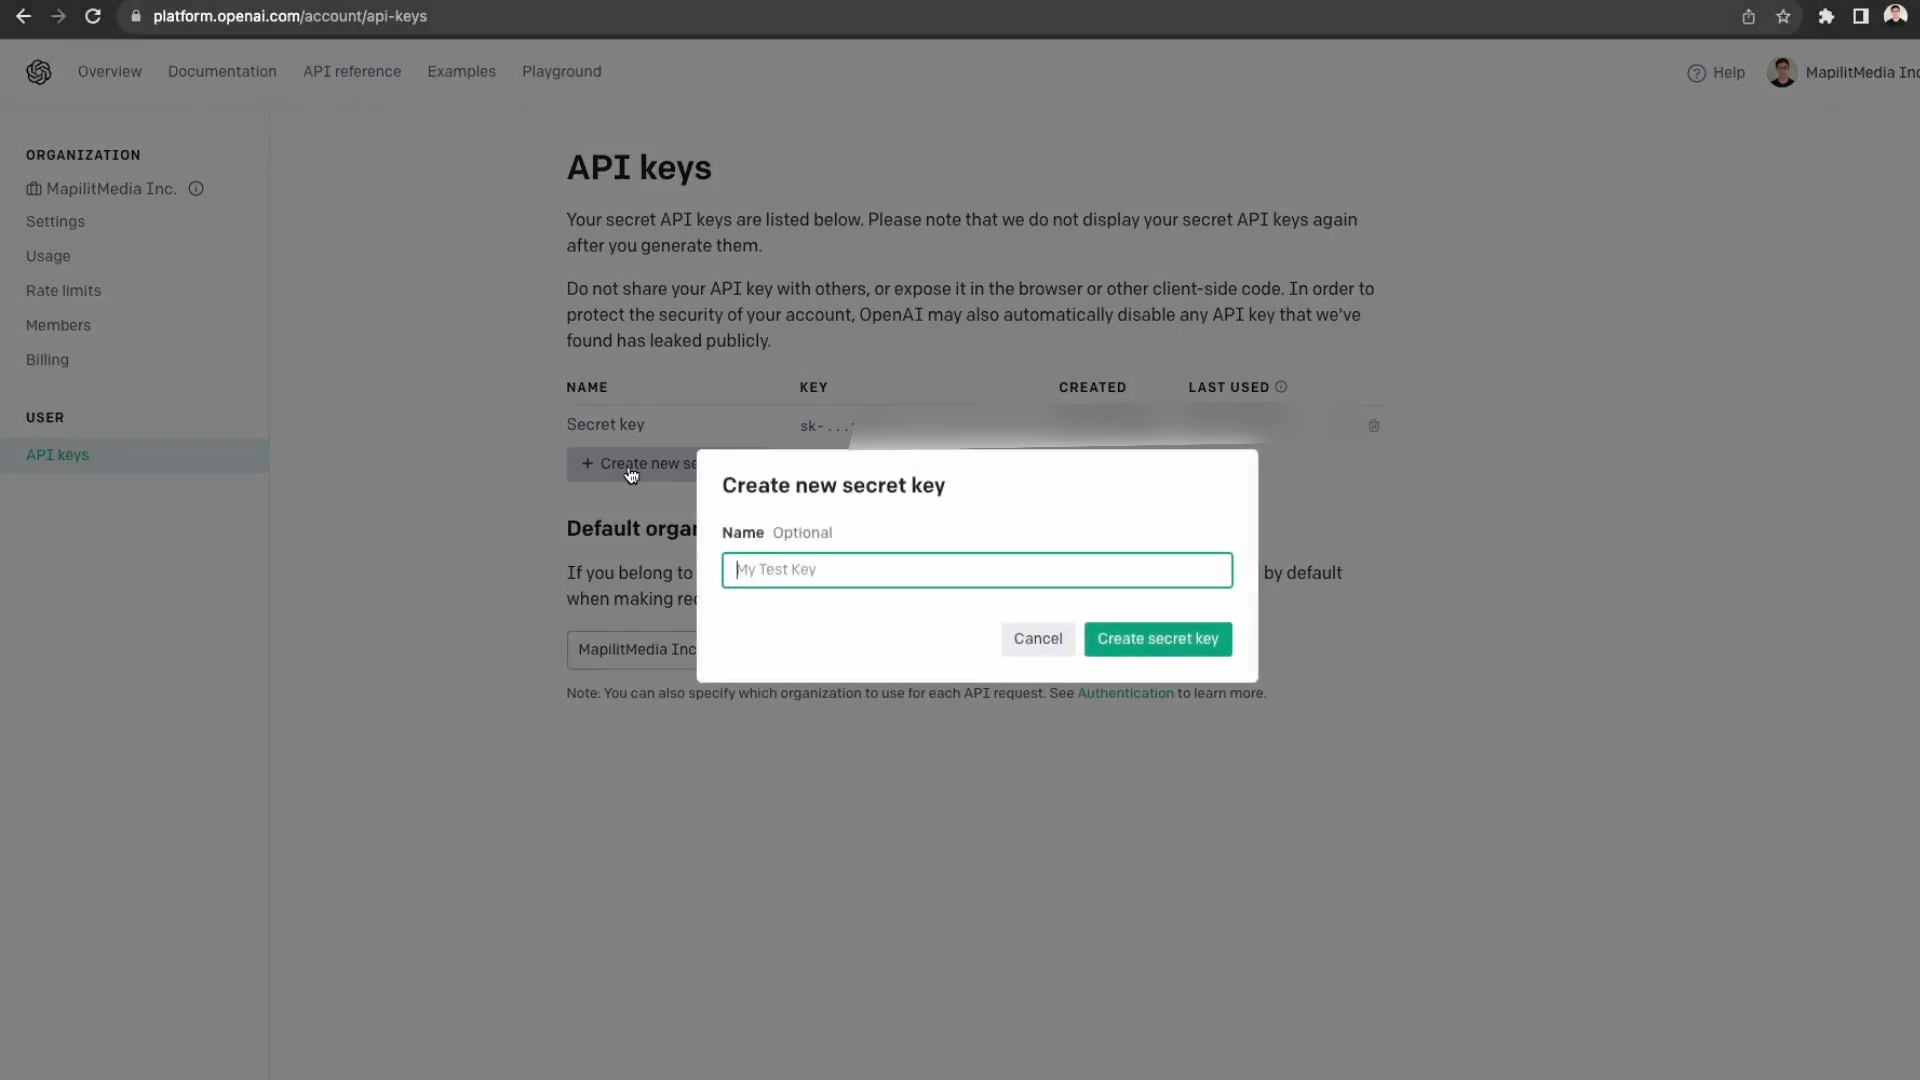 platform.openai.com/account/api-keys
Overview Documentation API reference Examples Playground
Help MapilitMedia Inc
ORGANIZATION
MapilitMedia Inc.
Settings
Usage
Rate limits
Members
Billing
USER
API keys
API keys
Your secret API keys are listed below. Please note that we do not display your secret API keys again
after you generate them.
Do not share your API key with others, or expose it in the browser or other client-side code. In order to
protect the security of your account, OpenAI may also automatically disable any API key that we've
found has leaked publicly.
NAME KEY CREATED LAST USED
Secret key sk-...
+ Create new se
Create new secret key
Name Optional
My Test Key
Cancel Create secret key
Default organ
If you belong to by default
when making rec
MapilitMedia Inc
Note: You can also specify which organization to use for each API request. See Authentication to learn more.